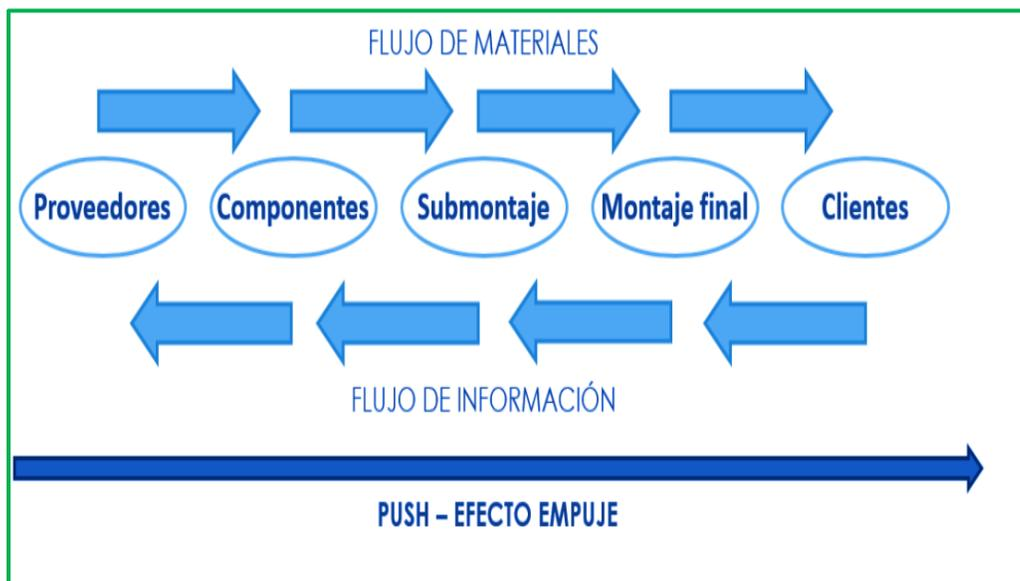 FLUJO DE MATERIALES
Proveedores
Componentes
Submontaje
Montaje final
Clientes
FLUJO DE INFORMACIÓN
PUSH – EFECTO EMPUJE